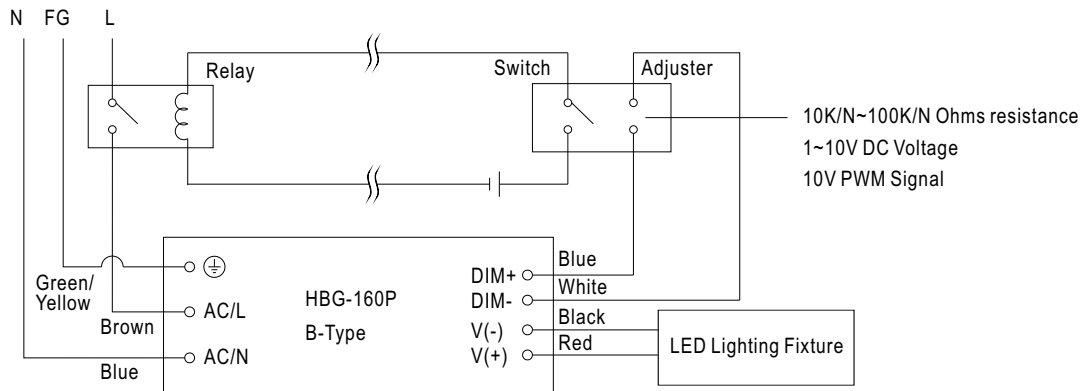 N FG L
Relay
Switch
Adjuster
10K/N~100K/N Ohms resistance
1~10V DC Voltage
10V PWM Signal
Green/
Yellow
Brown
Blue
AC/L
AC/N
HBG-160P
B-Type
DIM+
DIM-
V(-)
V(+)
Blue
White
Black
Red
LED Lighting Fixture